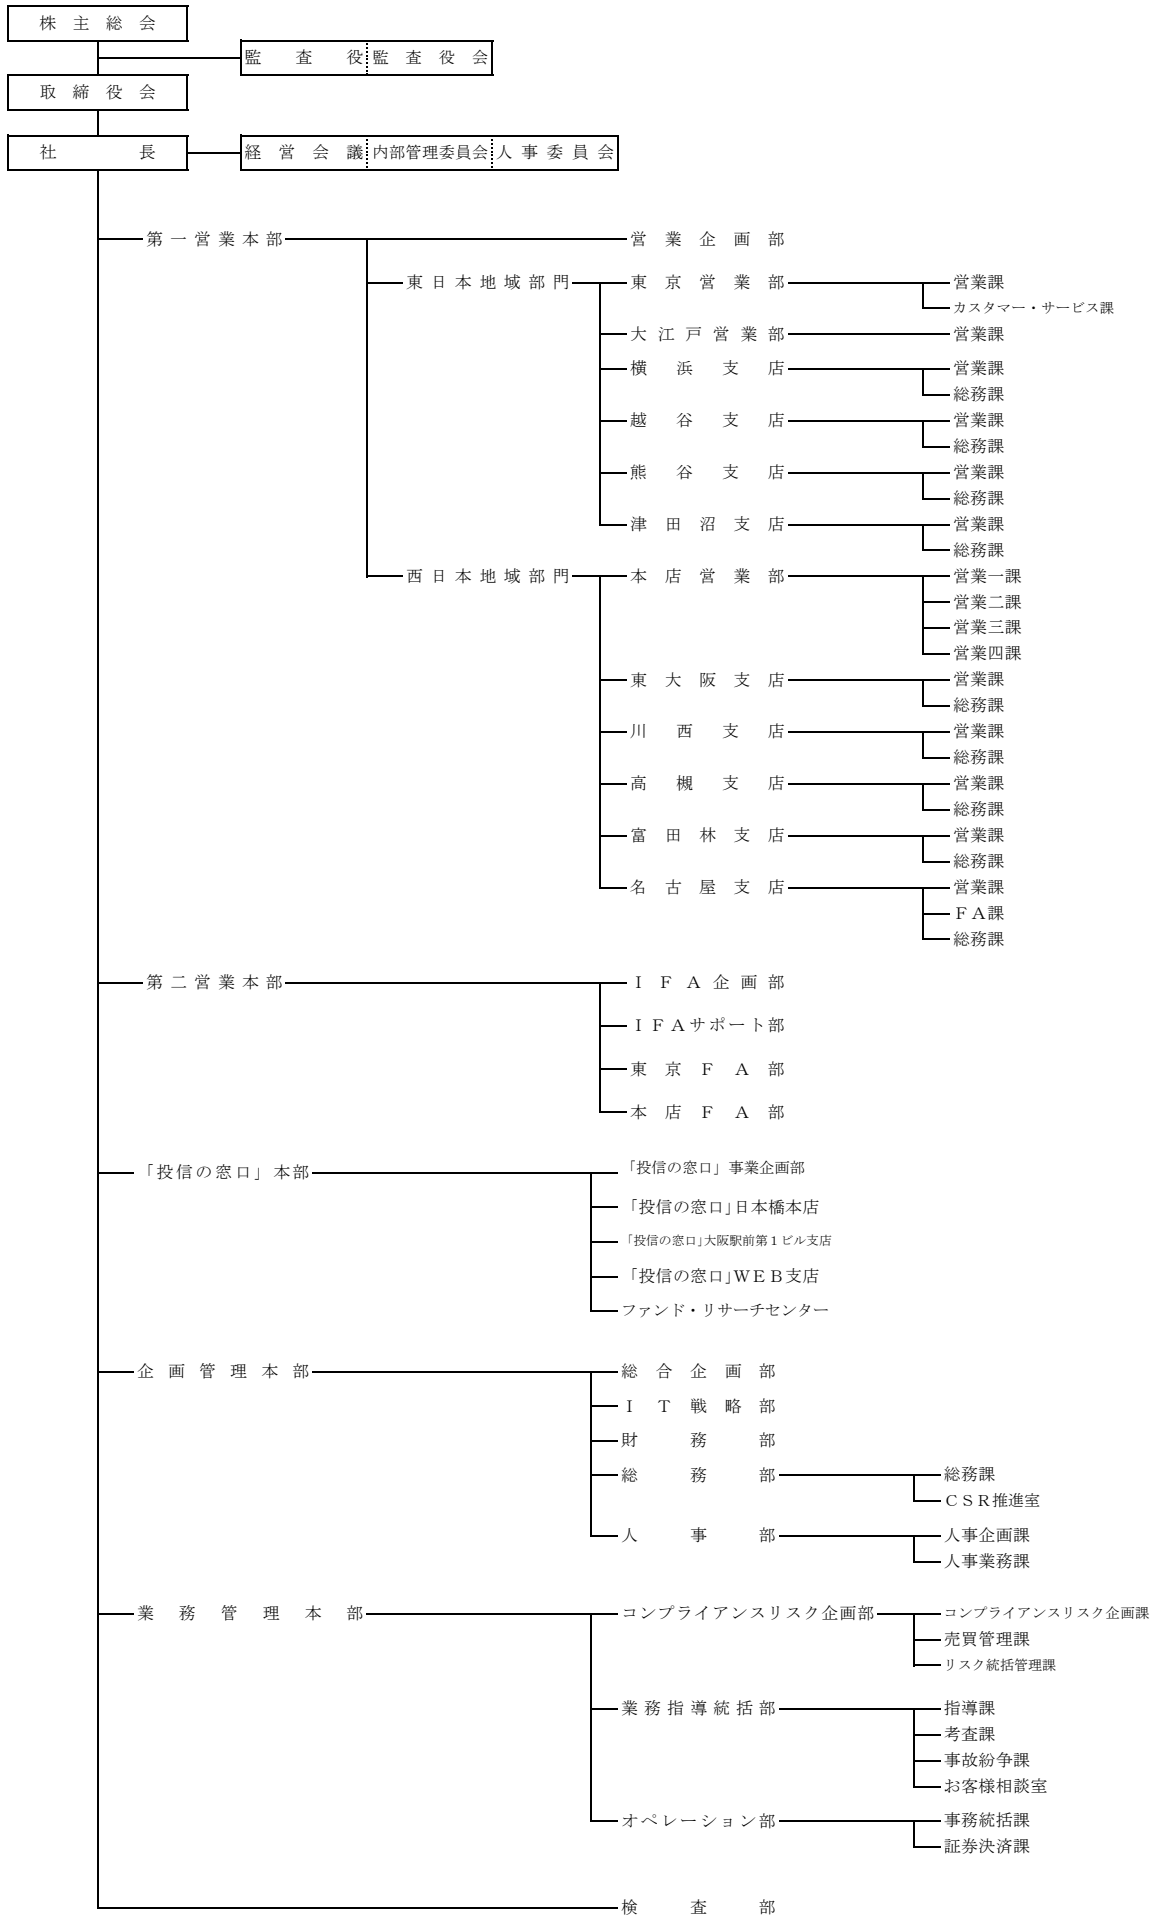 株主総会
監査役 監査役会
取締役会
社長 経営会議 内部管理委員会 人事委員会
第一営業本部 営業企画部
東日本地域部門 東京営業部 営業課
カスタマー・サービス課
大江戸営業部 営業課
横浜支店 営業課
総務課
越谷支店 営業課
総務課
熊谷支店 営業課
総務課
津田沼支店 営業課
総務課
西日本地域部門 本店営業部 営業一課
営業二課
営業三課
営業四課
東大阪支店 営業課
総務課
川西支店 営業課
総務課
高槻支店 営業課
総務課
富田林支店 営業課
総務課
名古屋支店 営業課
ＦＡ課
総務課
第二営業本部 ＩＦＡ企画部
ＩＦＡサポート部
東京ＦＡ部
本店ＦＡ部
「投信の窓口」本部 「投信の窓口」事業企画部
「投信の窓口」日本橋本店
「投信の窓口」大阪駅前第１ビル支店
「投信の窓口」ＷＥＢ支店
ファンド・リサーチセンター
企画管理本部 総合企画部
ＩＴ戦略部
財務部
総務部 総務課
ＣＳＲ推進室
人事部 人事企画課
人事業務課
業務管理本部 コンプライアンスリスク企画部 コンプライアンスリスク企画課
売買管理課
リスク統括管理課
業務指導統括部 指導課
考査課
事故紛争課
お客様相談室
オペレーション部 事務統括課
証券決済課
検査部